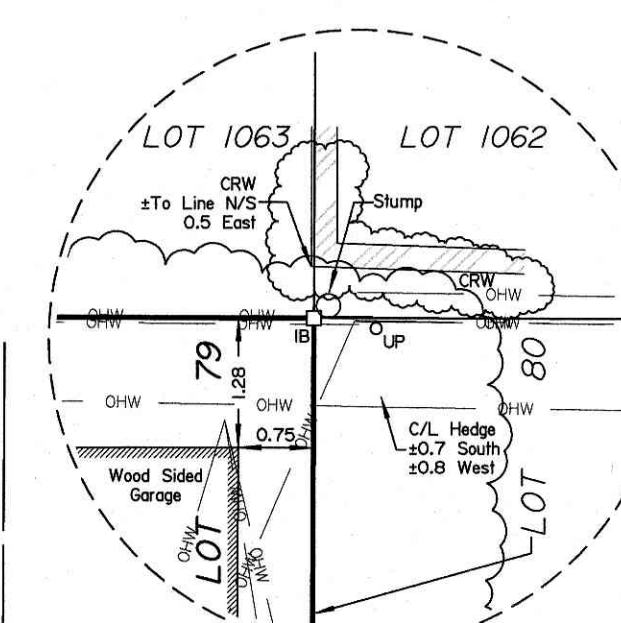 LOT 1063
LOT 1062
CRW
±To Line N/S
0.5 East
Stump
CRW
OHW
OHW
OHW
OHW
IB
UP
79
1.28
80
OHW
OHW
OHW
OHW
0.75
C/L Hedge
±0.7 South
±0.8 West
Wood Sided
Garage
LOT
LOT
OHW
OHW
OHW